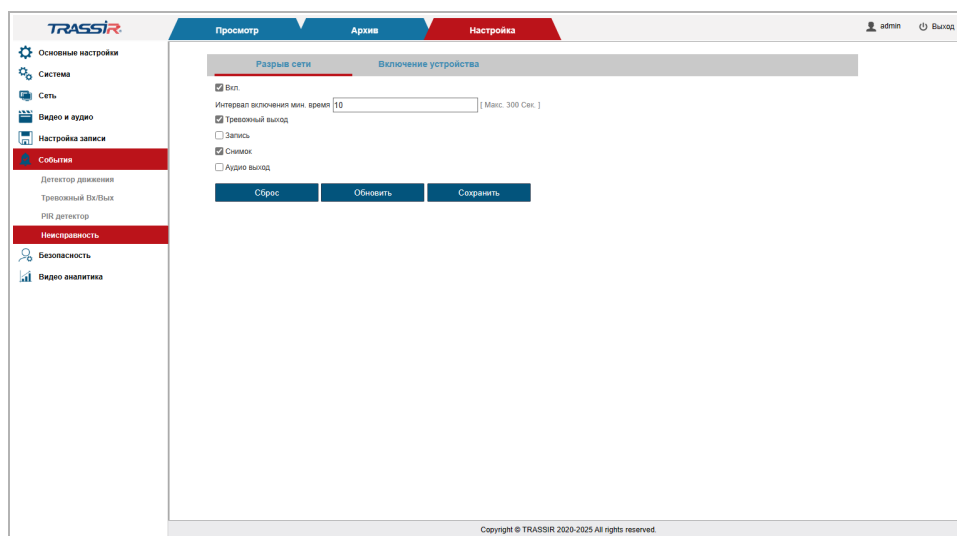 TRASSIR
Просмотр
Архив
Настройка
admin
Выход
Основные настройки
Система
Сеть
Видео и аудио
Настройка записи
События
Детектор движения
Тревожный Вх/Вых
PIR детектор
Неисправность
Безопасность
Видео аналитика
Разрыв сети
Включение устройства
Вкл.
Интервал включения мин. время 10 [ Макс. 300 Сек. ]
Тревожный выход
Запись
Снимок
Аудио выход
Сброс
Обновить
Сохранить
Copyright © TRASSIR 2020-2025 All rights reserved.